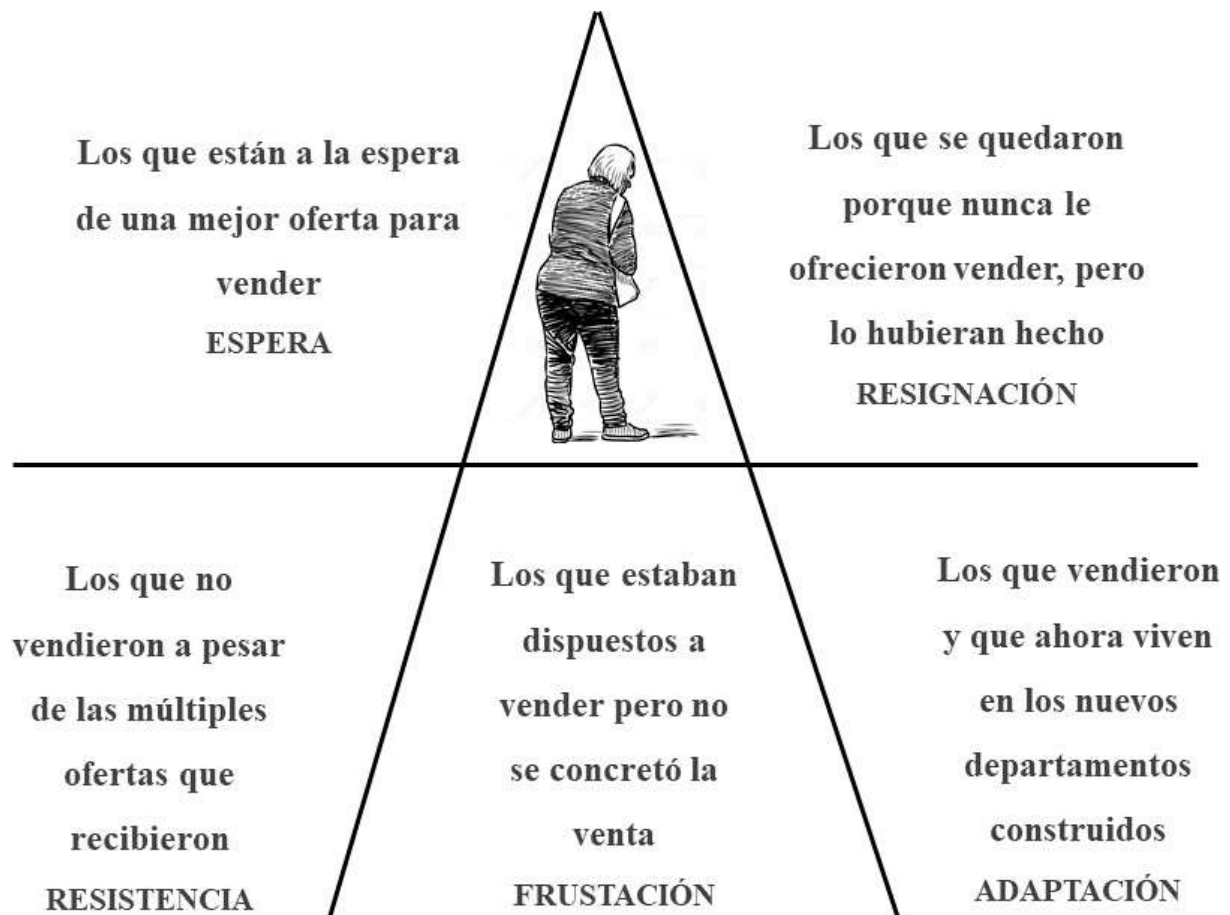 Los que están a la espera
de una mejor oferta para
vender
ESPERA
Los que se quedaron
porque nunca le
ofrecieron vender, pero
lo hubieran hecho
RESIGNACIÓN
Los que no
vendieron a pesar
de las múltiples
ofertas que
recibieron
RESISTENCIA
Los que estaban
dispuestos a
vender pero no
se concretó la
venta
FRUSTACIÓN
Los que vendieron
y que ahora viven
en los nuevos
departamentos
construidos
ADAPTACIÓN